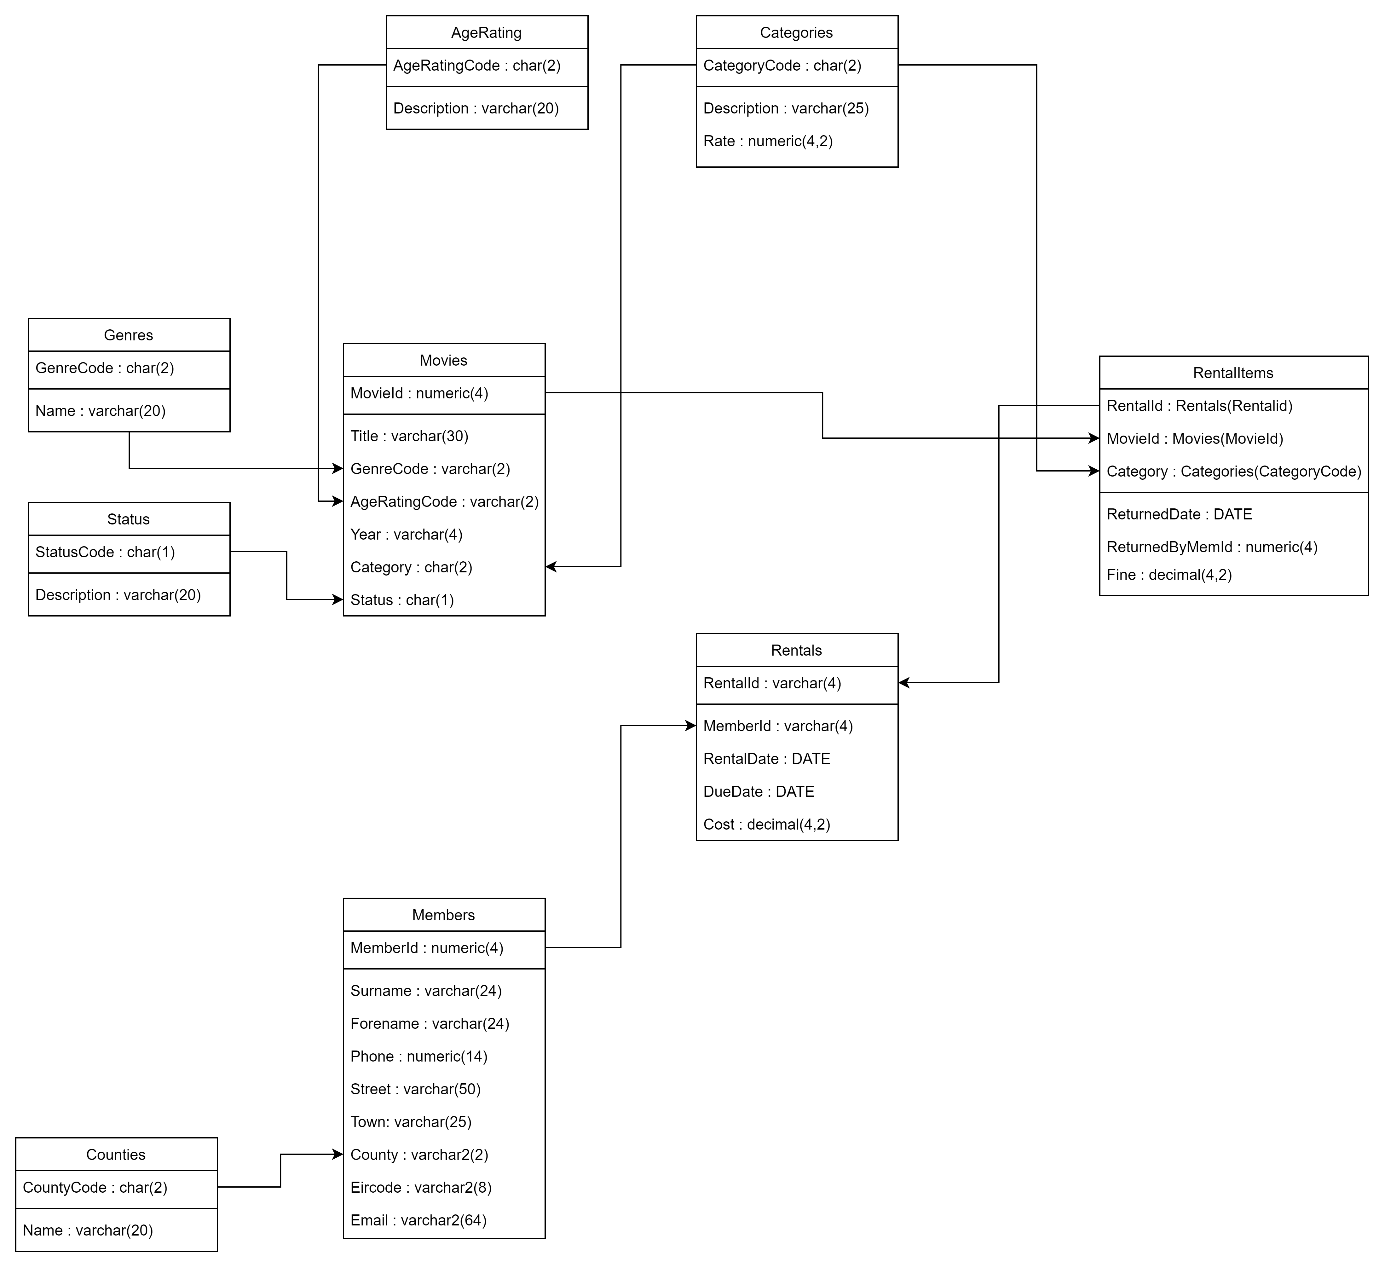 AgeRating
AgeRatingCode : char(2)
Description : varchar(20)
Categories
CategoryCode : char(2)
Description : varchar(25)
Rate : numeric(4,2)
Genres
GenreCode : char(2)
Name : varchar(20)
Status
StatusCode : char(1)
Description : varchar(20)
Movies
MovieId : numeric(4)
Title : varchar(30)
GenreCode : varchar(2)
AgeRatingCode : varchar(2)
Year : varchar(4)
Category : char(2)
Status : char(1)
RentalItems
RentalId : Rentals(Rentalid)
MovieId : Movies(MovieId)
Category : Categories(CategoryCode)
ReturnedDate : DATE
ReturnedByMemId : numeric(4)
Fine : decimal(4,2)
Rentals
RentalId : varchar(4)
MemberId : varchar(4)
RentalDate : DATE
DueDate : DATE
Cost : decimal(4,2)
Members
MemberId : numeric(4)
Surname : varchar(24)
Forename : varchar(24)
Phone : numeric(14)
Street : varchar(50)
Town: varchar(25)
County : varchar2(2)
Eircode : varchar2(8)
Email : varchar2(64)
Counties
CountyCode : char(2)
Name : varchar(20)